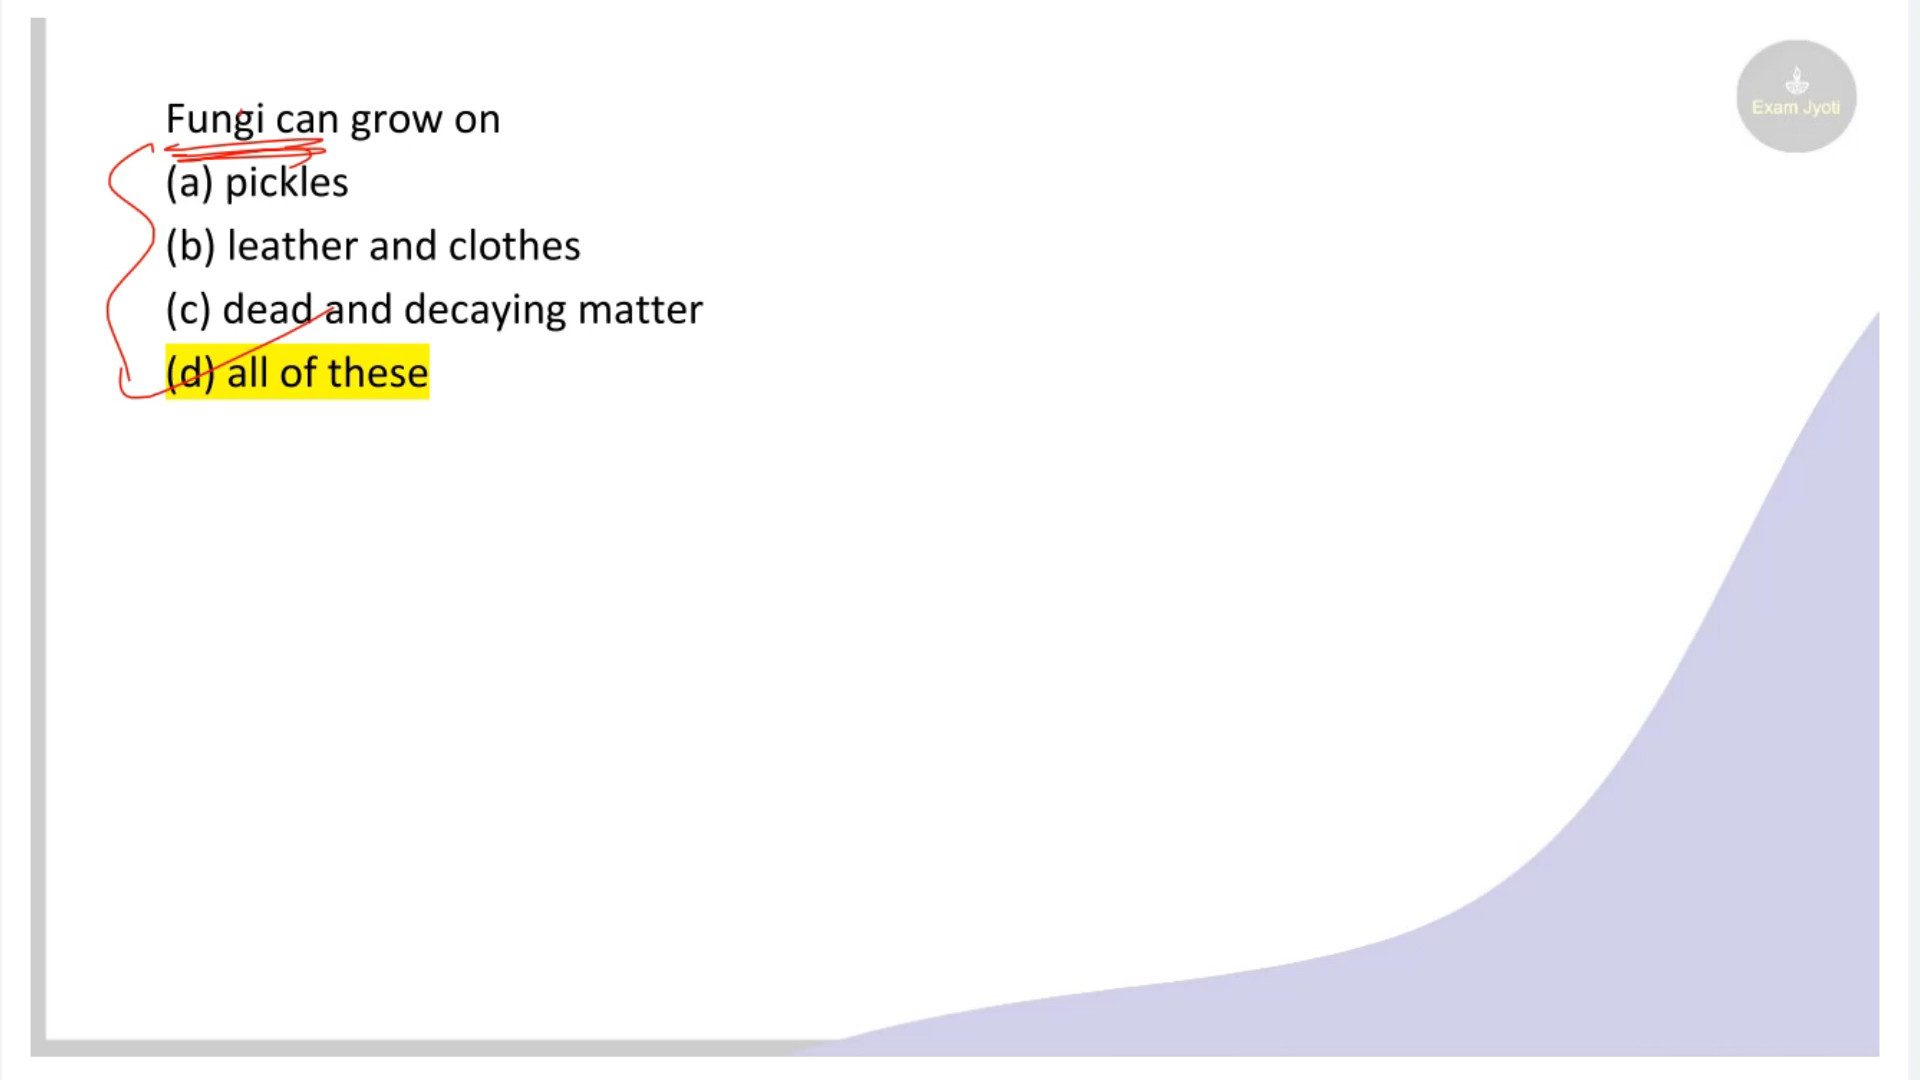 Exam Jyoti
Fungi can grow on
(a) pickles
(b) leather and clothes
(c) dead and decaying matter
(d) all of these